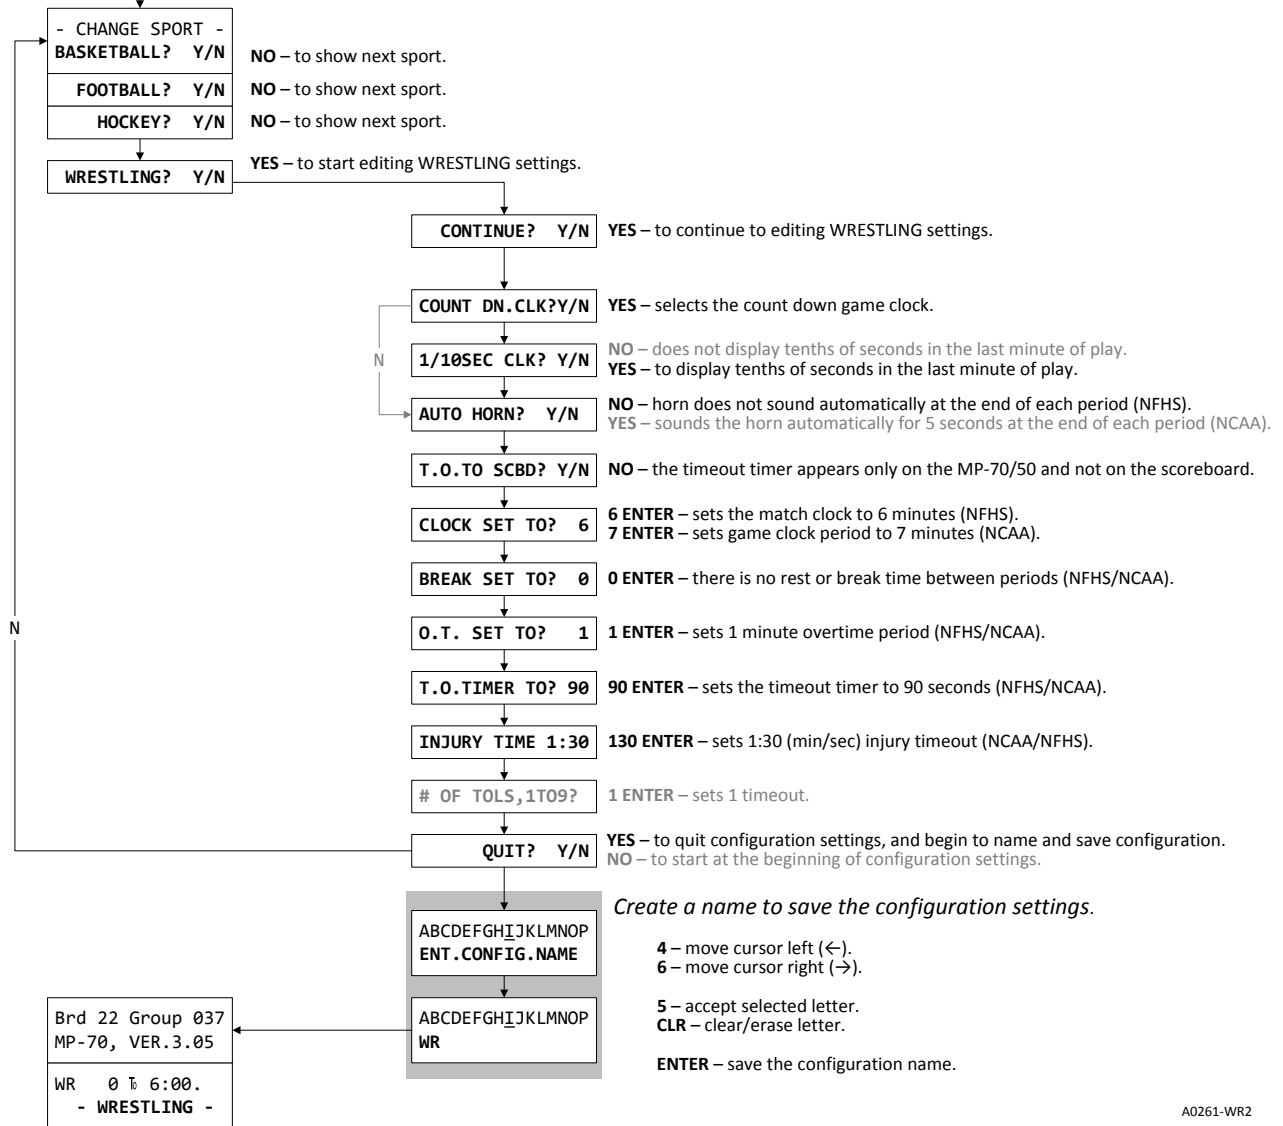 - CHANGE SPORT -
BASKETBALL? Y/N
NO – to show next sport.
FOOTBALL? Y/N
NO – to show next sport.
HOCKEY? Y/N
NO – to show next sport.
WRESTLING? Y/N
YES – to start editing WRESTLING settings.
CONTINUE? Y/N
YES – to continue to editing WRESTLING settings.
COUNT DN.CLK?Y/N
YES – selects the count down game clock.
N
1/10SEC CLK? Y/N
NO – does not display tenths of seconds in the last minute of play.
YES – to display tenths of seconds in the last minute of play.
AUTO HORN? Y/N
NO – horn does not sound automatically at the end of each period (NFHS).
YES – sounds the horn automatically for 5 seconds at the end of each period (NCAA).
T.O.TO SCBD? Y/N
NO – the timeout timer appears only on the MP-70/50 and not on the scoreboard.
CLOCK SET TO? 6
6 ENTER – sets the match clock to 6 minutes (NFHS).
7 ENTER – sets game clock period to 7 minutes (NCAA).
BREAK SET TO? 0
0 ENTER – there is no rest or break time between periods (NFHS/NCAA).
N
O.T. SET TO? 1
1 ENTER – sets 1 minute overtime period (NFHS/NCAA).
T.O.TIMER TO? 90
90 ENTER – sets the timeout timer to 90 seconds (NFHS/NCAA).
INJURY TIME 1:30
130 ENTER – sets 1:30 (min/sec) injury timeout (NCAA/NFHS).
# OF TOLS,1TO9?
1 ENTER – sets 1 timeout.
QUIT? Y/N
YES – to quit configuration settings, and begin to name and save configuration.
NO – to start at the beginning of configuration settings.
Create a name to save the configuration settings.
ABCDEFGHIJKLMNOP
ENT.CONFIG.NAME
4 – move cursor left (←).
6 – move cursor right (→).
5 – accept selected letter.
CLR – clear/erase letter.
ENTER – save the configuration name.
ABCDEFGHIJKLMNOP
WR
Brd 22 Group 037
MP-70, VER.3.05
WR 0 To 6:00.
- WRESTLING -
A0261-WR2